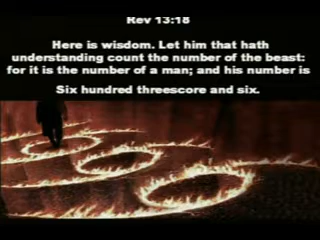 Rev 13:18
Here is wisdom. Let him that hath
understanding count the number of the beast:
for it is the number of a man; and his number is
Six hundred threescore and six.